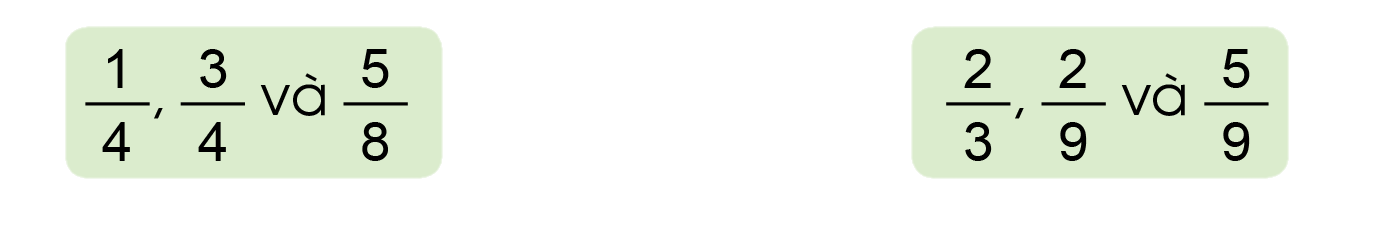 1/4, 3/4 và 5/8
2/3, 2/9 và 5/9